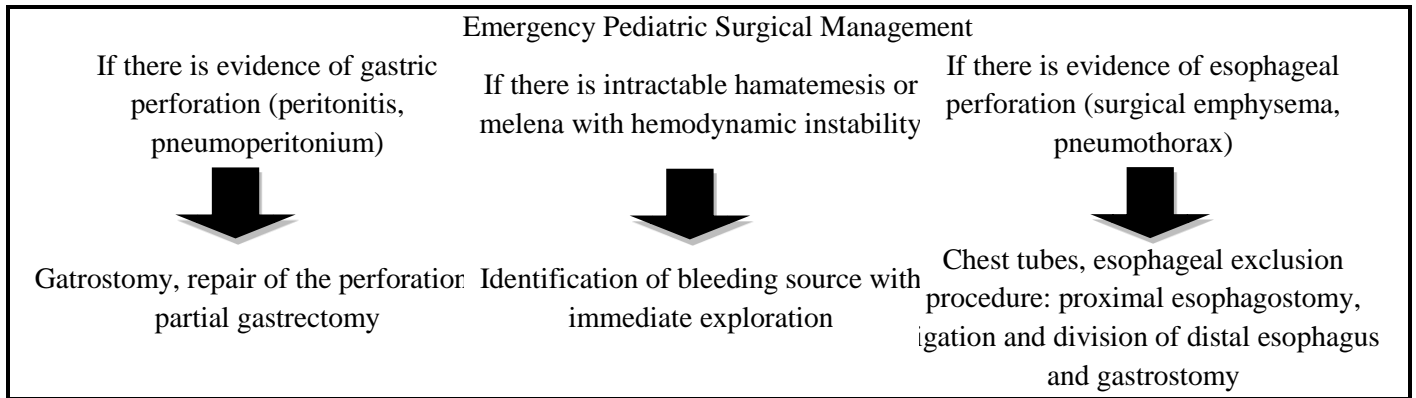 Emergency Pediatric Surgical Management
If there is evidence of gastric
perforation (peritonitis,
pneumoperitonium)
If there is intractable hamatemesis or
melena with hemodynamic instability
If there is evidence of esophageal
perforation (surgical emphysema,
pneumothorax)
Gatrostomy, repair of the perforation
partial gastrectomy
Identification of bleeding source with
immediate exploration
Chest tubes, esophageal exclusion
procedure: proximal esophagostomy,
igation and division of distal esophagus
and gastrostomy